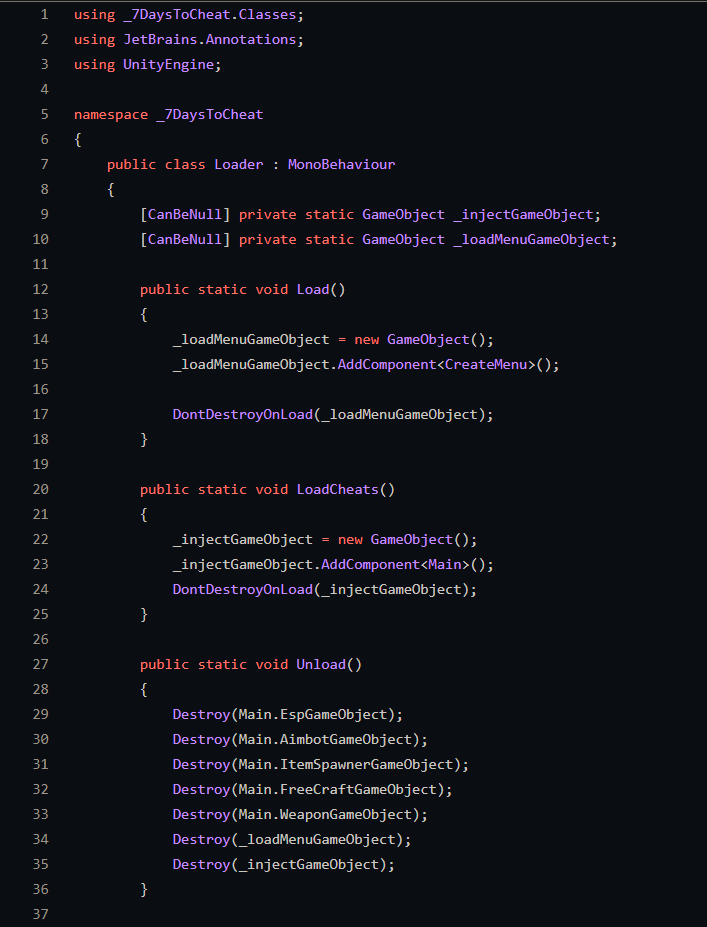 1 using _7DaysToCheat.Classes;
2 using JetBrains.Annotations;
3 using UnityEngine;
4
5 namespace _7DaysToCheat
6 {
7     public class Loader : MonoBehaviour
8     {
9         [CanBeNull] private static GameObject _injectGameObject;
10         [CanBeNull] private static GameObject _loadMenuGameObject;
11
12         public static void Load()
13         {
14             _loadMenuGameObject = new GameObject();
15             _loadMenuGameObject.AddComponent<CreateMenu>();
16
17             DontDestroyOnLoad(_loadMenuGameObject);
18         }
19
20         public static void LoadCheats()
21         {
22             _injectGameObject = new GameObject();
23             _injectGameObject.AddComponent<Main>();
24             DontDestroyOnLoad(_injectGameObject);
25         }
26
27         public static void Unload()
28         {
29             Destroy(Main.EspGameObject);
30             Destroy(Main.AimbotGameObject);
31             Destroy(Main.ItemSpawnerGameObject);
32             Destroy(Main.FreeCraftGameObject);
33             Destroy(Main.WeaponGameObject);
34             Destroy(_loadMenuGameObject);
35             Destroy(_injectGameObject);
36         }
37